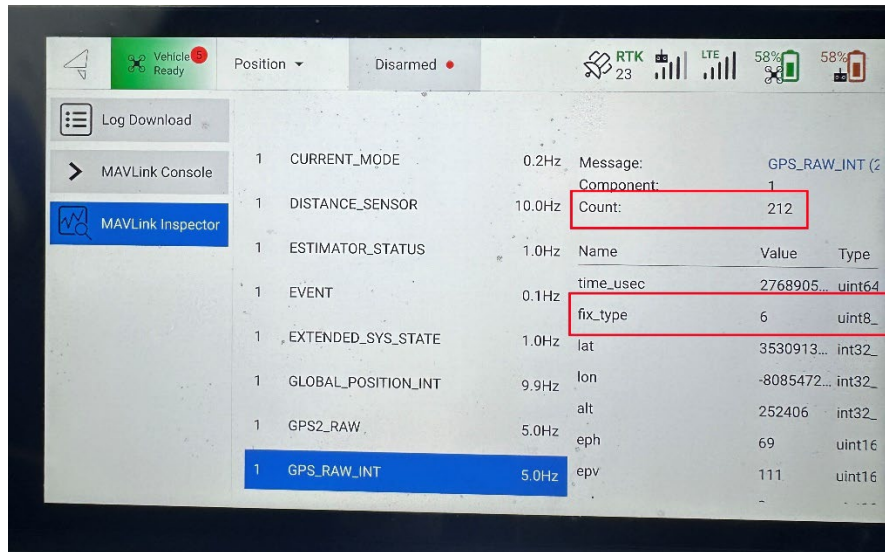 Vehicle 5
Ready
Position
Disarmed
RTK
23
LTE
58%
58%
Log Download
MAVLink Console
MAVLink Inspector
1 CURRENT_MODE 0.2Hz
1 DISTANCE_SENSOR 10.0Hz
1 ESTIMATOR_STATUS 1.0Hz
1 EVENT 0.1Hz
1 EXTENDED_SYS_STATE 1.0Hz
1 GLOBAL_POSITION_INT 9.9Hz
1 GPS2_RAW 5.0Hz
1 GPS_RAW_INT 5.0Hz
Message: GPS_RAW_INT (2
Component: 1
Count: 212
Name Value Type
time_usec 2768905... uint64
fix_type 6 uint8_
lat 3530913... int32_
lon -8085472... int32_
alt 252406 int32_
eph 69 uint16
epv 111 uint16